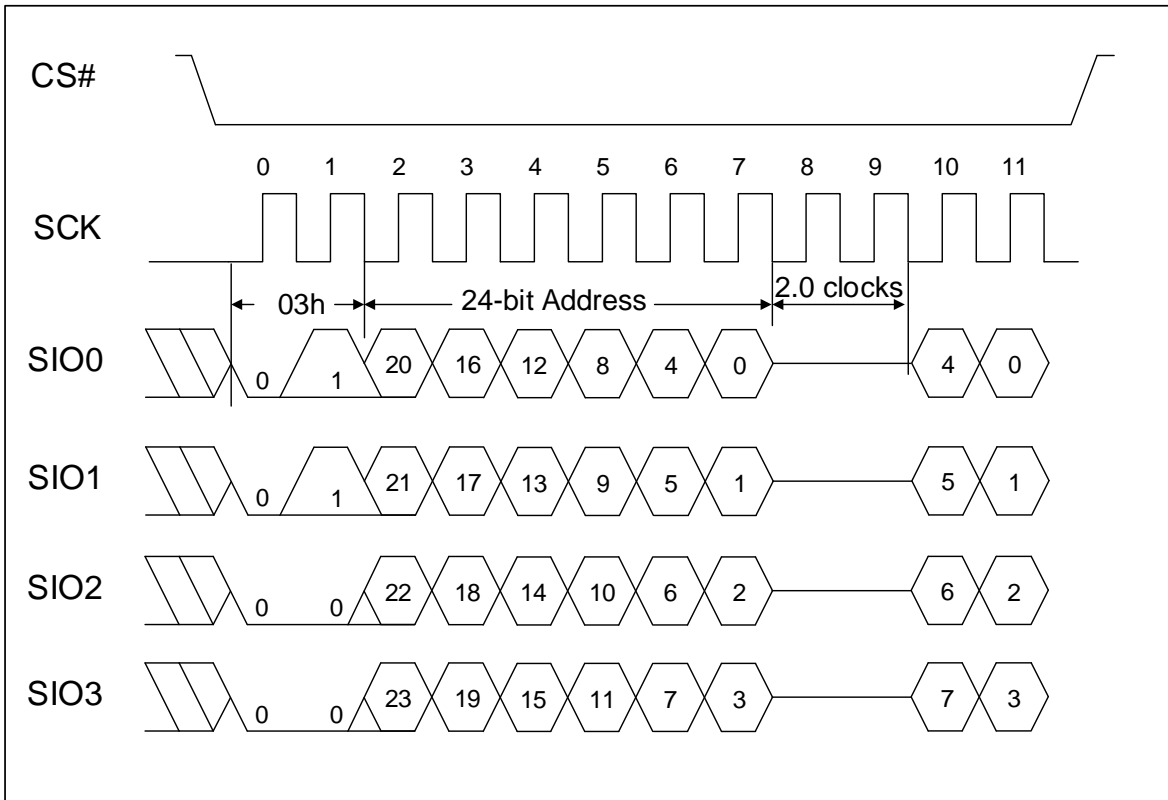 CS#
0 1 2 3 4 5 6 7 8 9 10 11
SCK
03h 24-bit Address 2.0 clocks
SIO0 0 1 20 16 12 8 4 0 4 0
SIO1 0 1 21 17 13 9 5 1 5 1
SIO2 0 0 22 18 14 10 6 2 6 2
SIO3 0 0 23 19 15 11 7 3 7 3